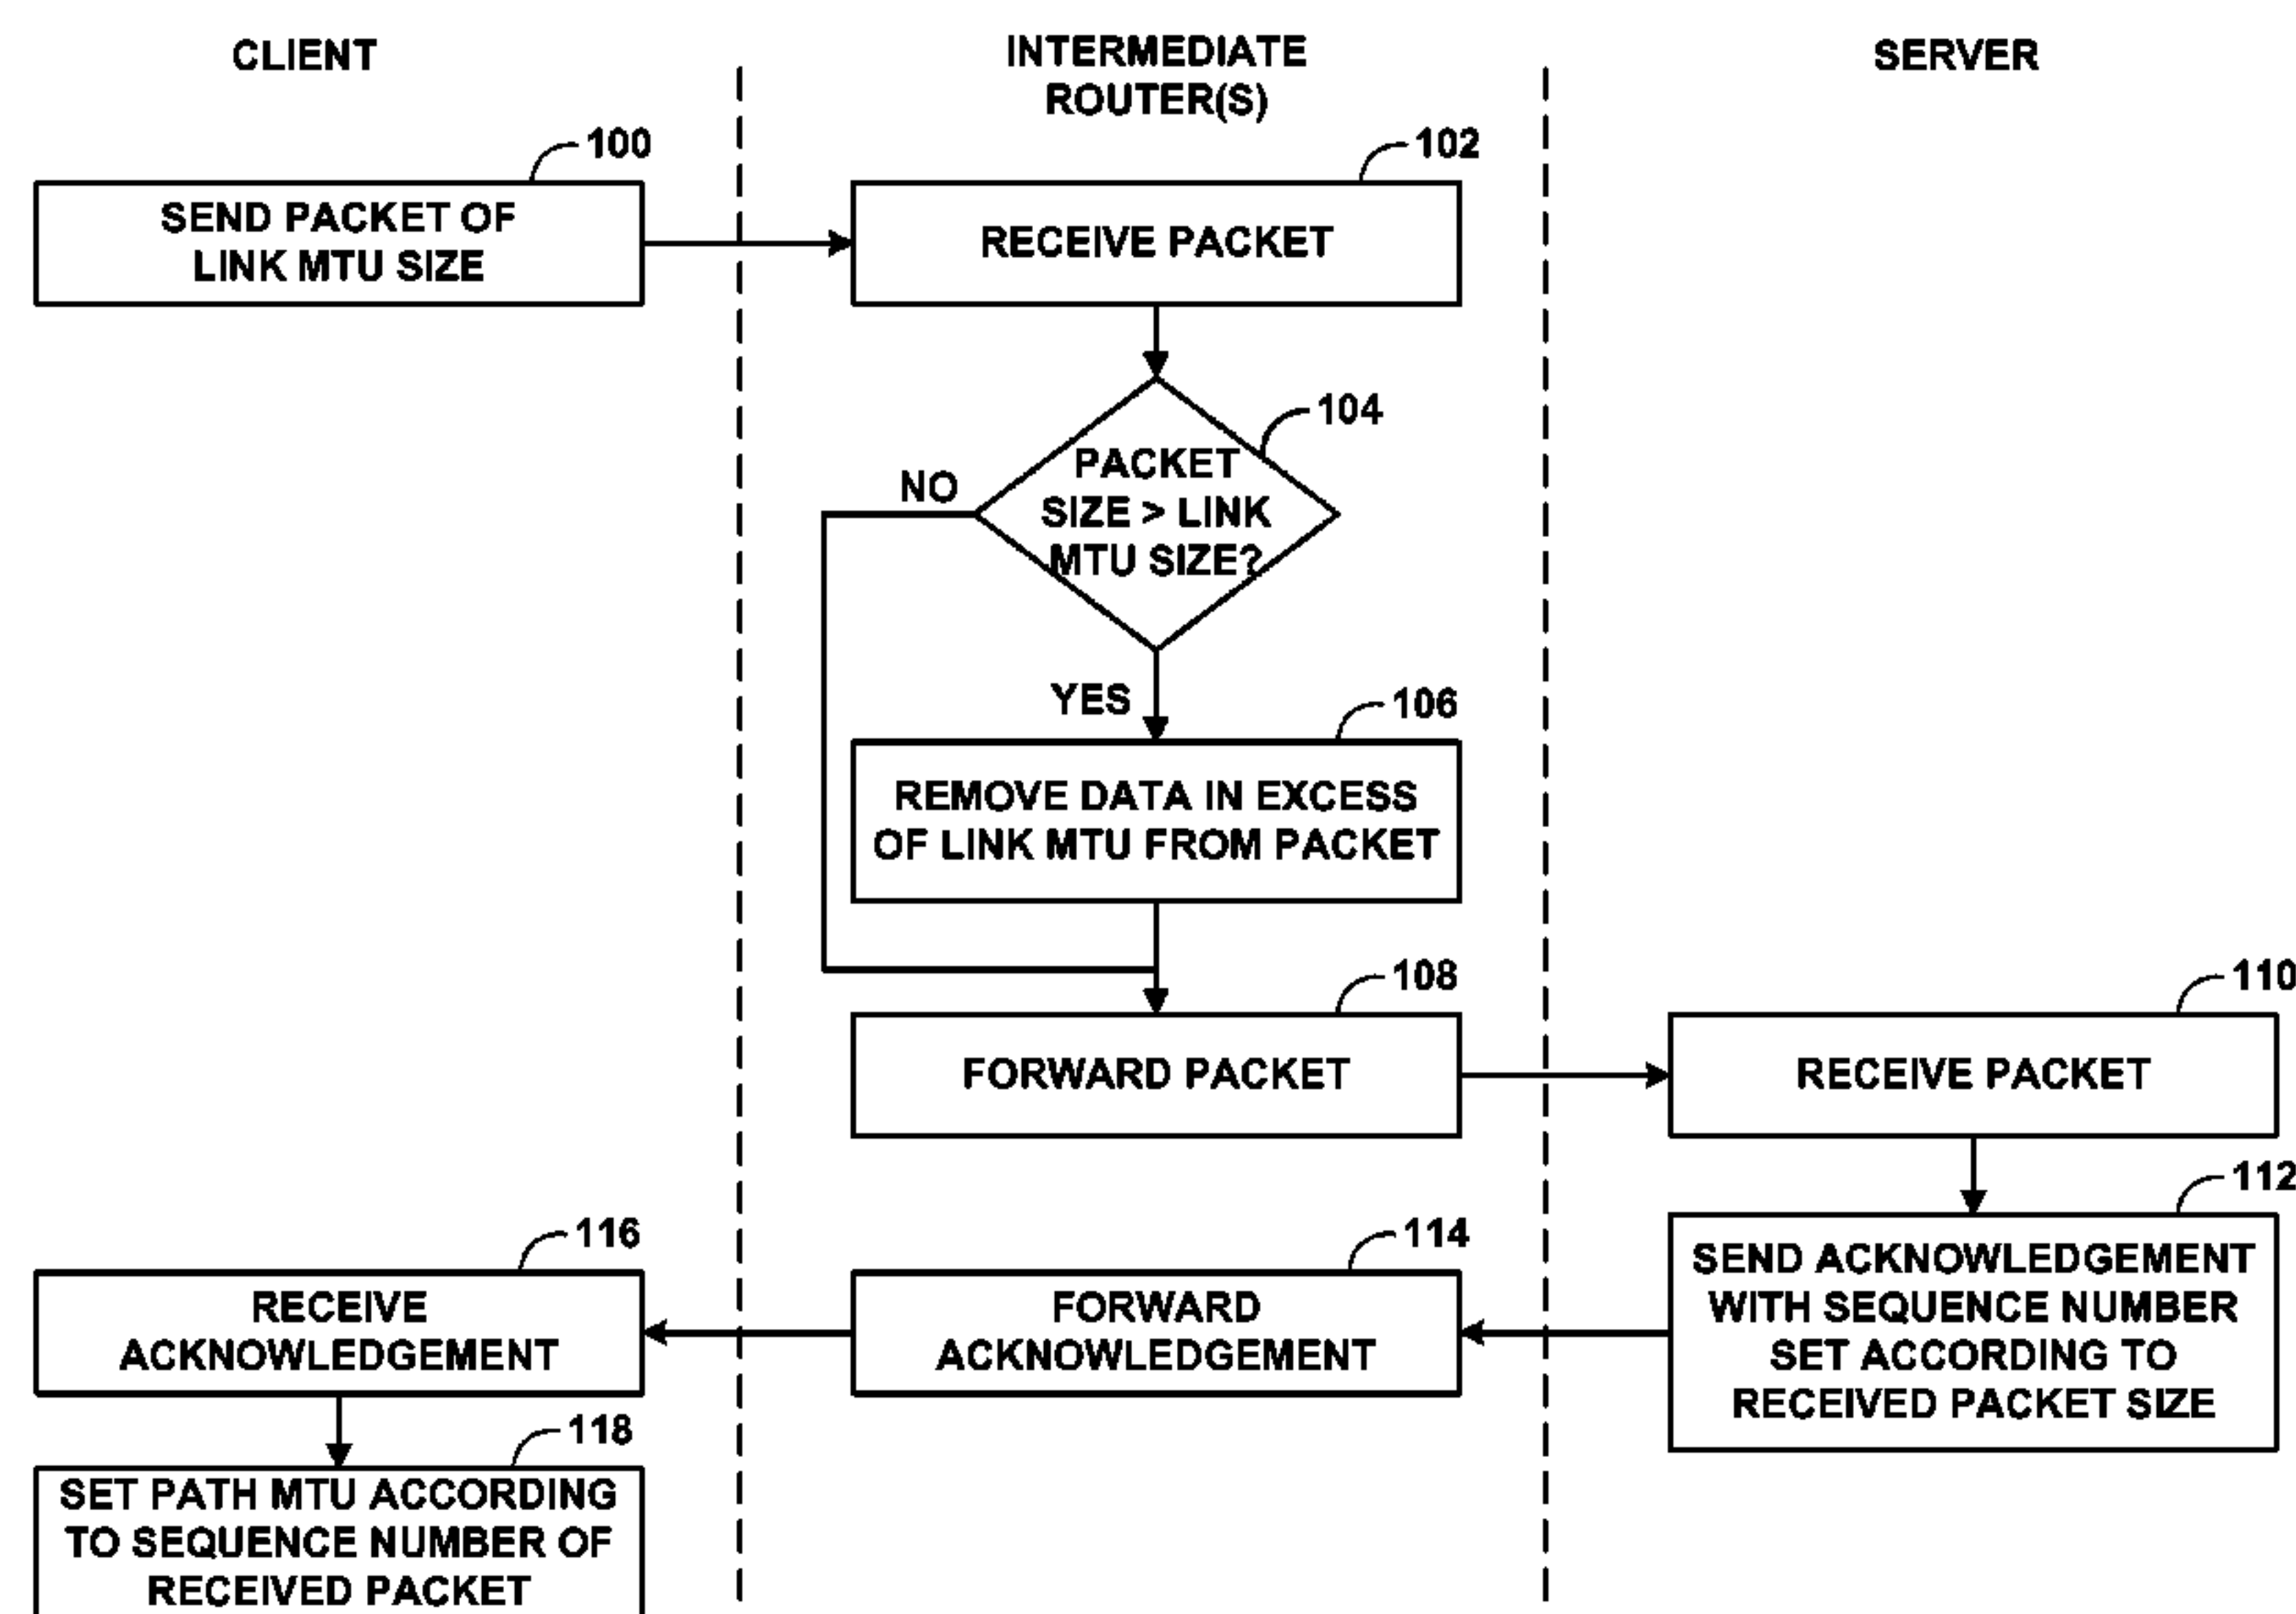 CLIENT
INTERMEDIATE
ROUTER(S)
SERVER
100
SEND PACKET OF
LINK MTU SIZE
102
RECEIVE PACKET
104
PACKET
SIZE > LINK
MTU SIZE?
NO
YES
106
REMOVE DATA IN EXCESS
OF LINK MTU FROM PACKET
108
FORWARD PACKET
110
RECEIVE PACKET
112
SEND ACKNOWLEDGEMENT
WITH SEQUENCE NUMBER
SET ACCORDING TO
RECEIVED PACKET SIZE
114
FORWARD
ACKNOWLEDGEMENT
116
RECEIVE
ACKNOWLEDGEMENT
118
SET PATH MTU ACCORDING
TO SEQUENCE NUMBER OF
RECEIVED PACKET